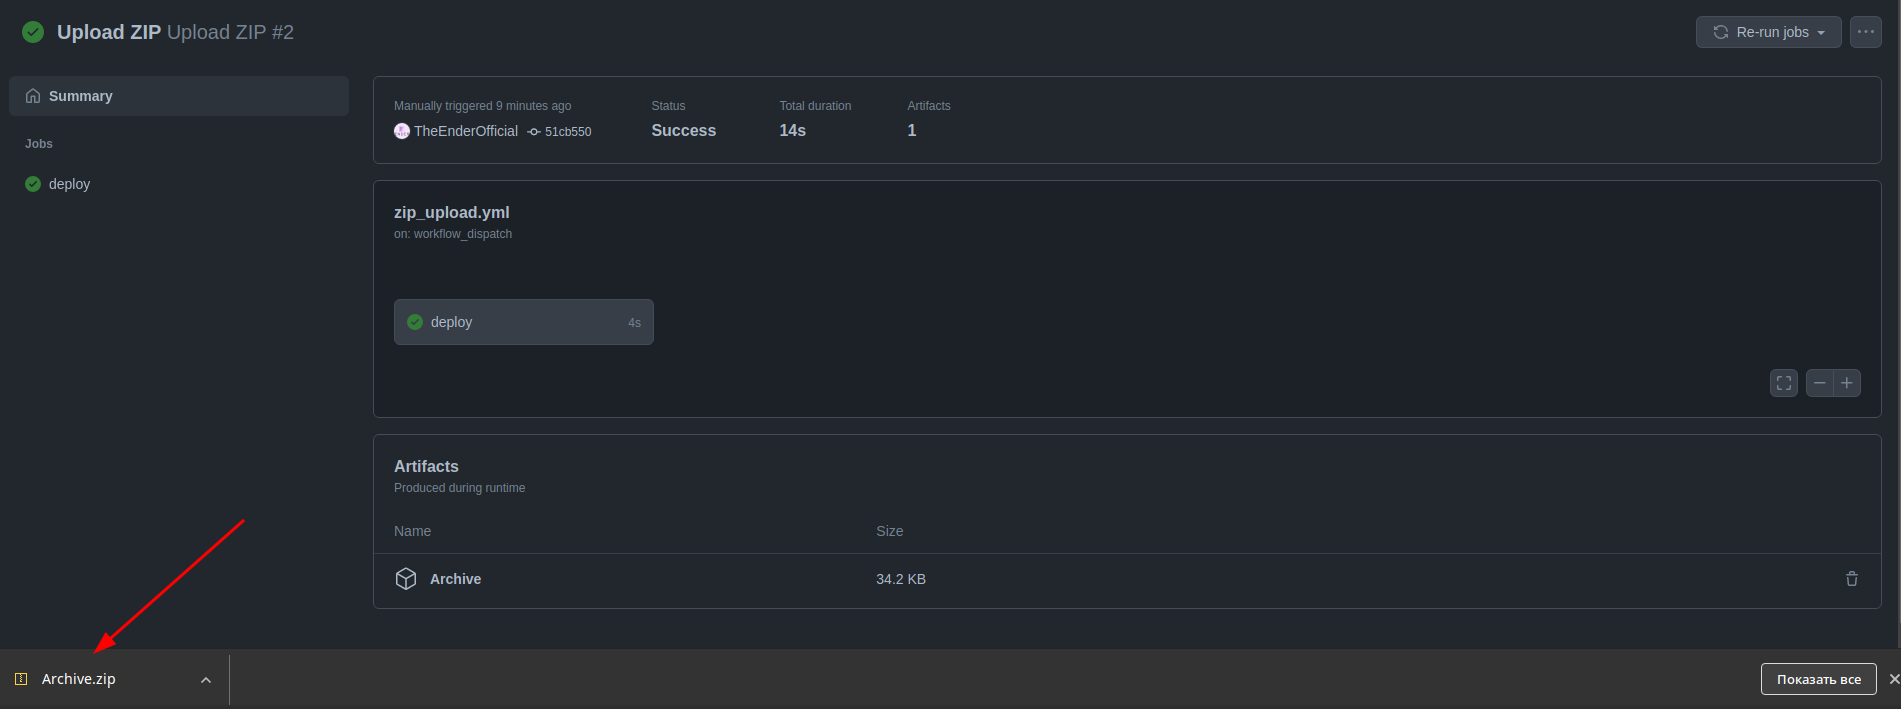 Upload ZIP Upload ZIP #2
Re-run jobs
Summary
Jobs
deploy
Manually triggered 9 minutes ago
TheEnderOfficial 51cb550
Status
Success
Total duration
14s
Artifacts
1
zip_upload.yml
on: workflow_dispatch
deploy 4s
Artifacts
Produced during runtime
Name Size
Archive 34.2 KB
Archive.zip
Показать все